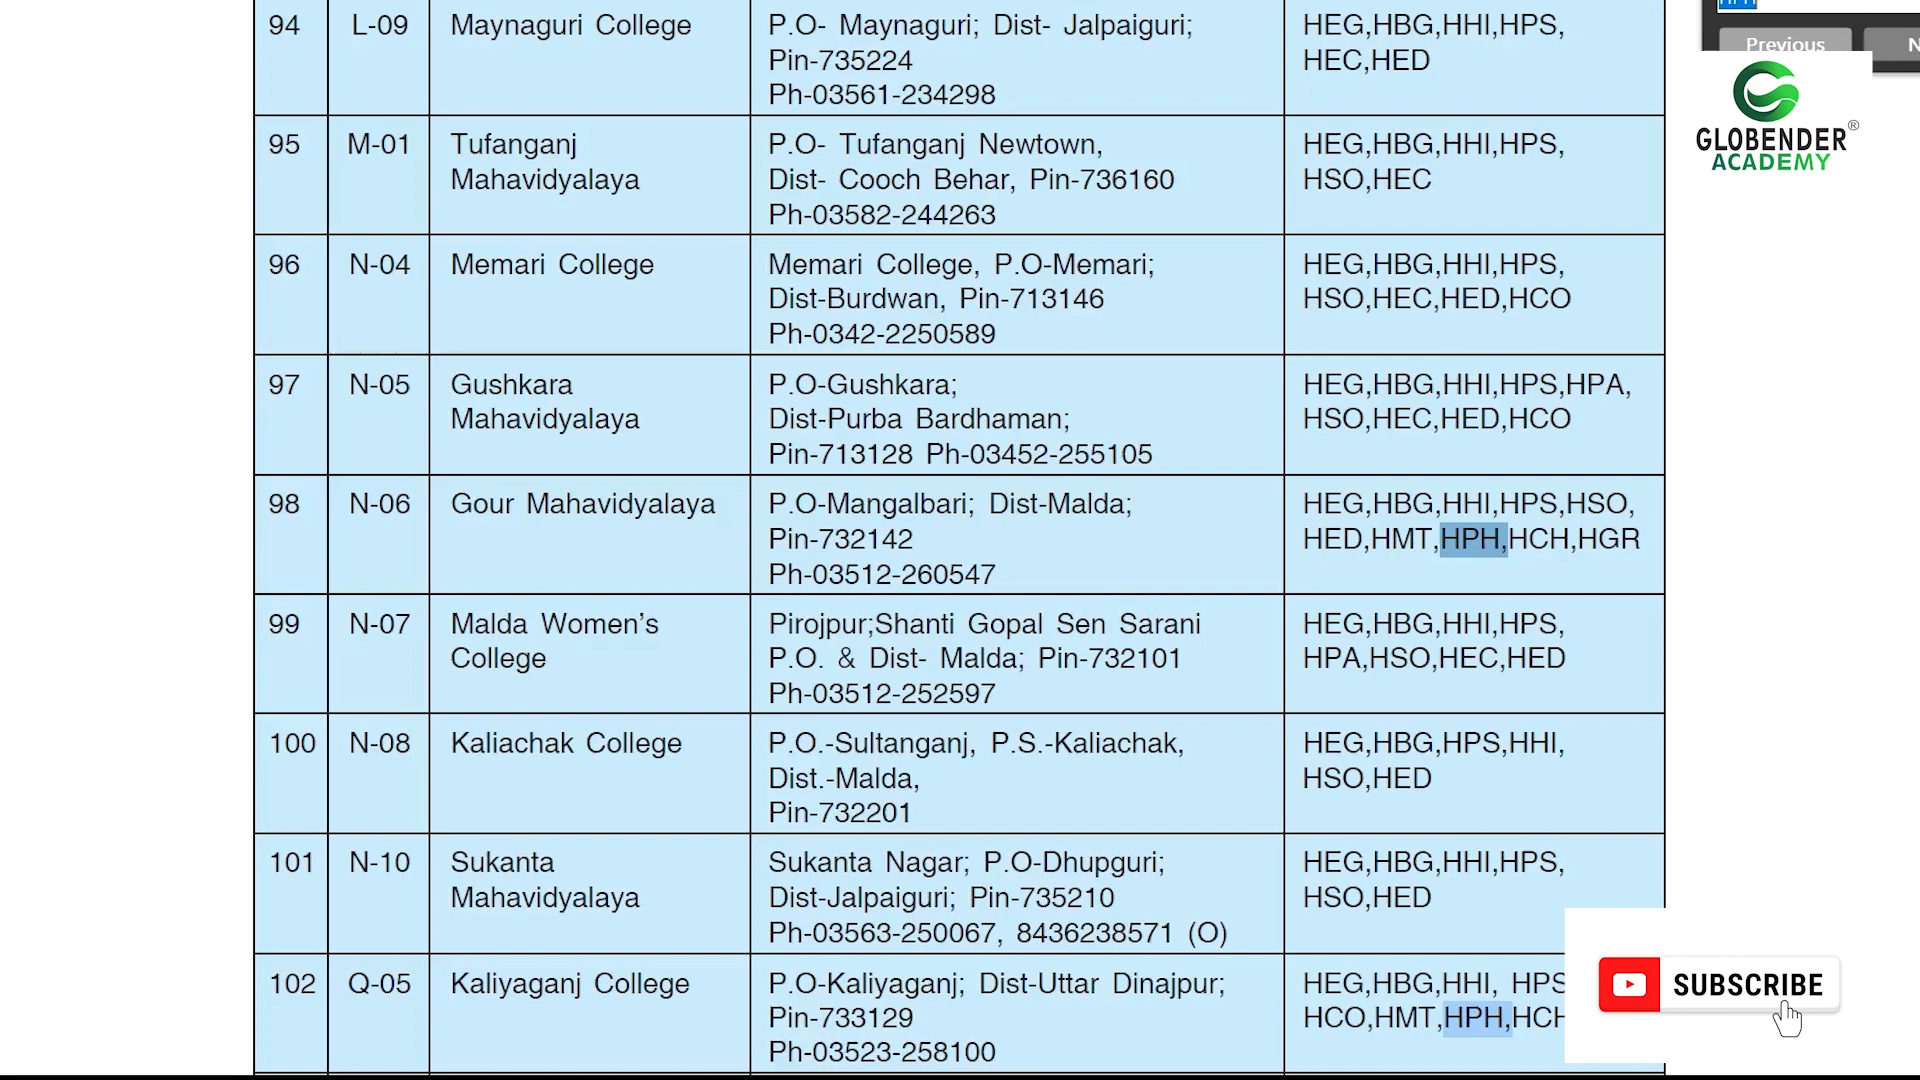 94 L-09 Maynaguri College P.O- Maynaguri; Dist- Jalpaiguri; HEG,HBG,HHI,HPS,
Pin-735224 HEC,HED
Ph-03561-234298
95 M-01 Tufanganj P.O- Tufanganj Newtown, HEG,HBG,HHI,HPS,
Mahavidyalaya Dist- Cooch Behar, Pin-736160 HSO,HEC
Ph-03582-244263
96 N-04 Memari College Memari College, P.O-Memari; HEG,HBG,HHI,HPS,
Dist-Burdwan, Pin-713146 HSO,HEC,HED,HCO
Ph-0342-2250589
97 N-05 Gushkara P.O-Gushkara; HEG,HBG,HHI,HPS,HPA,
Mahavidyalaya Dist-Purba Bardhaman; HSO,HEC,HED,HCO
Pin-713128 Ph-03452-255105
98 N-06 Gour Mahavidyalaya P.O-Mangalbari; Dist-Malda; HEG,HBG,HHI,HPS,HSO,
Pin-732142 HED,HMT,HPH,HCH,HGR
Ph-03512-260547
99 N-07 Malda Women’s Pirojpur;Shanti Gopal Sen Sarani HEG,HBG,HHI,HPS,
College P.O. & Dist- Malda; Pin-732101 HPA,HSO,HEC,HED
Ph-03512-252597
100 N-08 Kaliachak College P.O.-Sultanganj, P.S.-Kaliachak, HEG,HBG,HPS,HHI,
Dist.-Malda, HSO,HED
Pin-732201
101 N-10 Sukanta Sukanta Nagar; P.O-Dhupguri; HEG,HBG,HHI,HPS,
Mahavidyalaya Dist-Jalpaiguri; Pin-735210 HSO,HED
Ph-03563-250067, 8436238571 (O)
102 Q-05 Kaliyaganj College P.O-Kaliyaganj; Dist-Uttar Dinajpur; HEG,HBG,HHI, HPS
Pin-733129 HCO,HMT,HPH,HCH
Ph-03523-258100
Previous
GLOBENDER®
ACADEMY
SUBSCRIBE